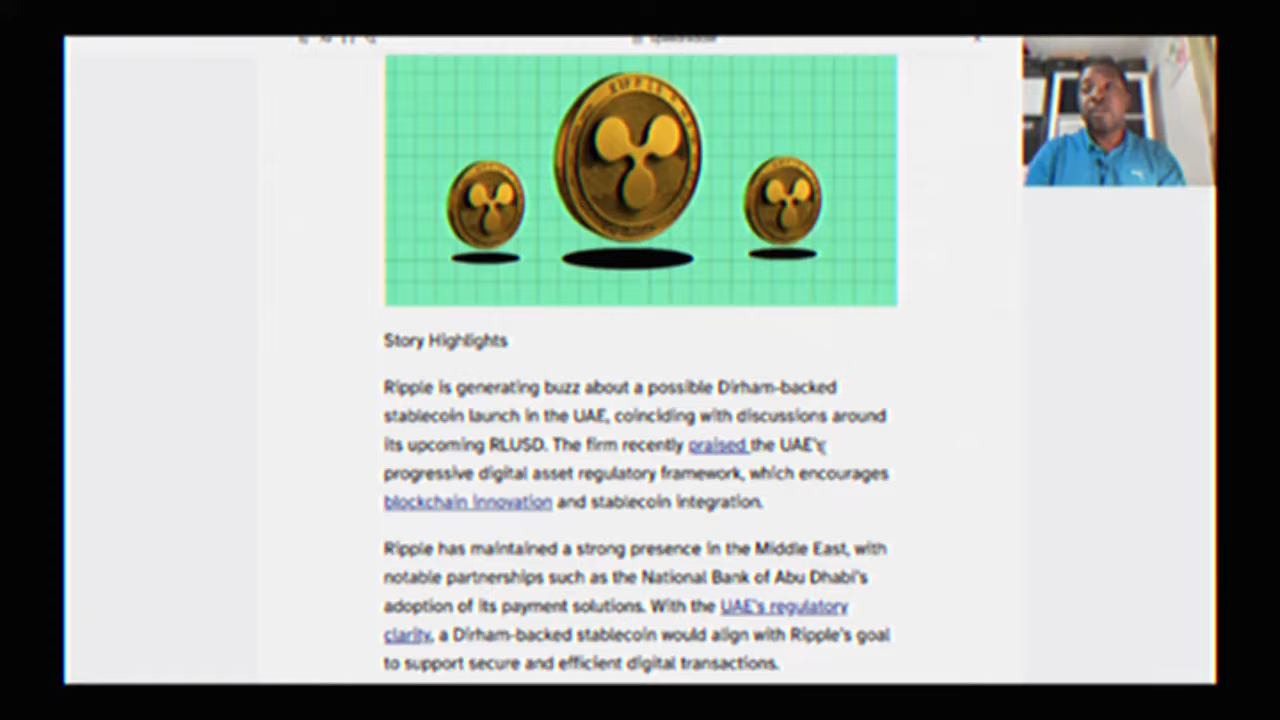 RIPPLE
Story Highlights
Ripple is generating buzz about a possible Dirham-backed
stablecoin launch in the UAE, coinciding with discussions around
its upcoming RLUSD. The firm recently praised the UAE's
progressive digital asset regulatory framework, which encourages
blockchain innovation and stablecoin integration.
Ripple has maintained a strong presence in the Middle East, with
notable partnerships such as the National Bank of Abu Dhabi's
adoption of its payment solutions. With the UAE's regulatory
clarity, a Dirham-backed stablecoin would align with Ripple's goal
to support secure and efficient digital transactions.